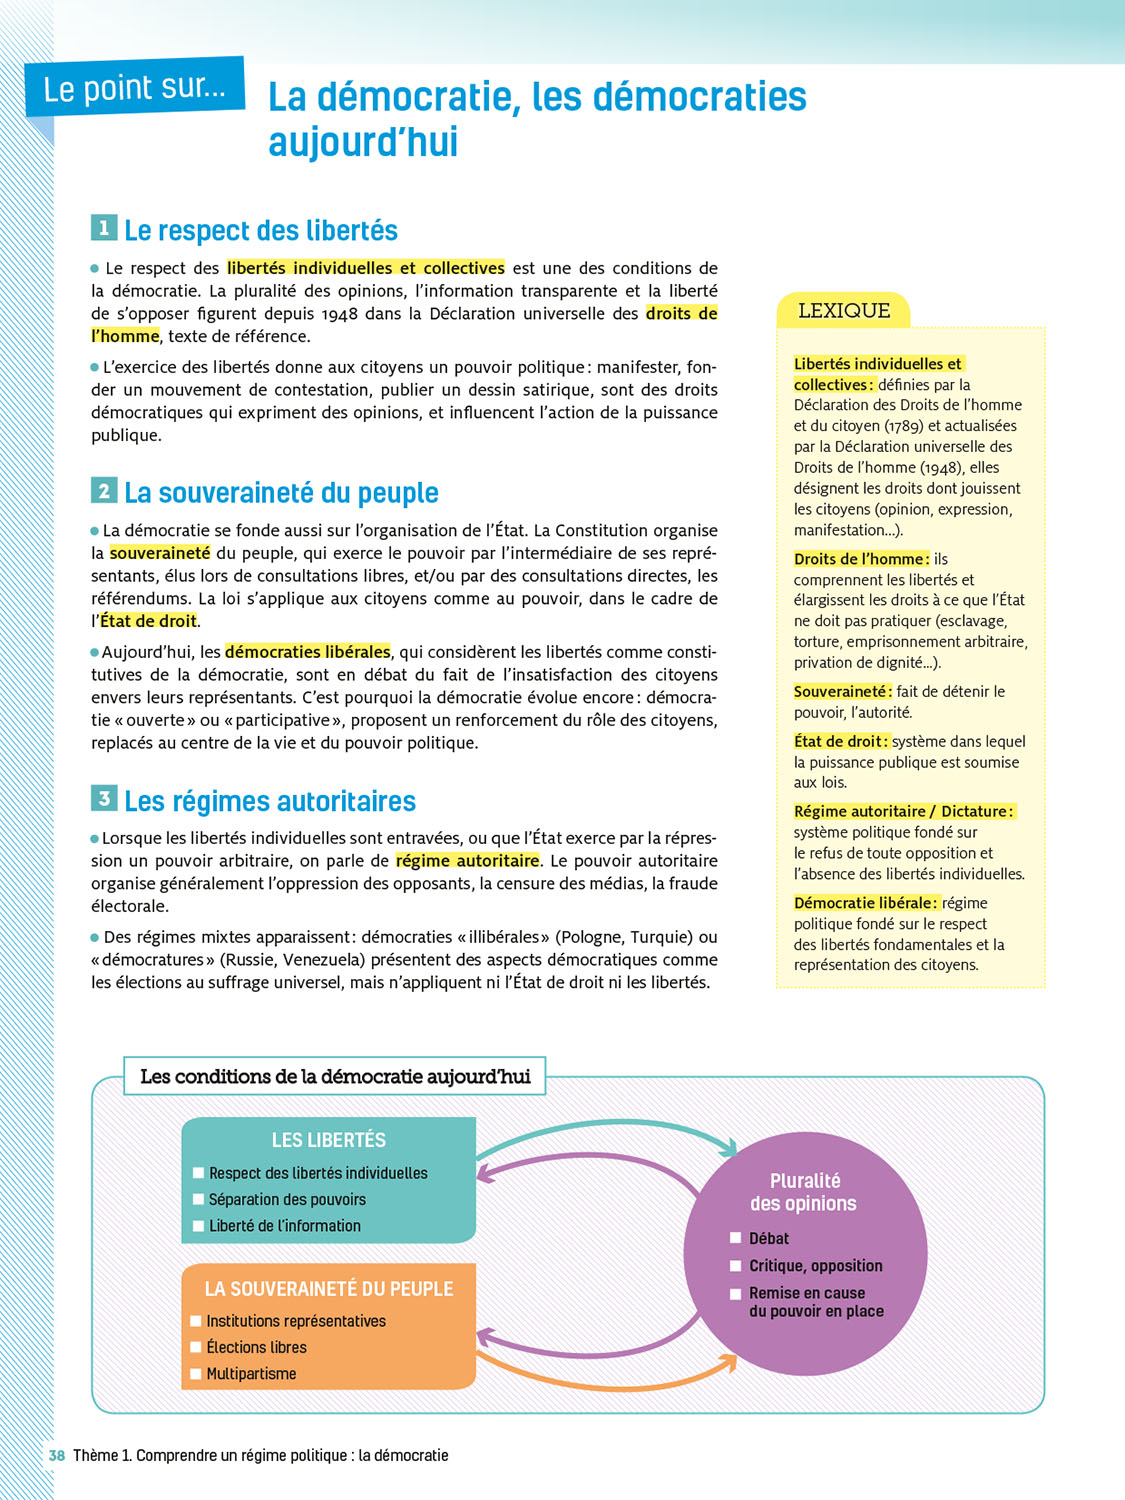 Le point sur...
La démocratie, les démocraties
aujourd'hui
1 Le respect des libertés
• Le respect des libertés individuelles et collectives est une des conditions de
la démocratie. La pluralité des opinions, l'information transparente et la liberté
de s'opposer figurent depuis 1948 dans la Déclaration universelle des droits de
l'homme, texte de référence.
• L'exercice des libertés donne aux citoyens un pouvoir politique : manifester, fon-
der un mouvement de contestation, publier un dessin satirique, sont des droits
démocratiques qui expriment des opinions, et influencent l'action de la puissance
publique.
2 La souveraineté du peuple
• La démocratie se fonde aussi sur l'organisation de l'État. La Constitution organise
la souveraineté du peuple, qui exerce le pouvoir par l'intermédiaire de ses repré-
sentants, élus lors de consultations libres, et/ou par des consultations directes, les
référendums. La loi s'applique aux citoyens comme au pouvoir, dans le cadre de
l'État de droit.
• Aujourd'hui, les démocraties libérales, qui considèrent les libertés comme consti-
tutives de la démocratie, sont en débat du fait de l'insatisfaction des citoyens
envers leurs représentants. C'est pourquoi la démocratie évolue encore : démocra-
tie « ouverte » ou « participative », proposent un renforcement du rôle des citoyens,
replacés au centre de la vie et du pouvoir politique.
3 Les régimes autoritaires
• Lorsque les libertés individuelles sont entravées, ou que l'État exerce par la répres-
sion un pouvoir arbitraire, on parle de régime autoritaire. Le pouvoir autoritaire
organise généralement l'oppression des opposants, la censure des médias, la fraude
électorale.
• Des régimes mixtes apparaissent : démocraties « illibérales » (Pologne, Turquie) ou
« démocratures » (Russie, Venezuela) présentent des aspects démocratiques comme
les élections au suffrage universel, mais n'appliquent ni l'État de droit ni les libertés.
LEXIQUE
Libertés individuelles et
collectives : définies par la
Déclaration des Droits de l'homme
et du citoyen (1789) et actualisées
par la Déclaration universelle des
Droits de l'homme (1948), elles
désignent les droits dont jouissent
les citoyens (opinion, expression,
manifestation...).
Droits de l'homme : ils
comprennent les libertés et
élargissent les droits à ce que l'État
ne doit pas pratiquer (esclavage,
torture, emprisonnement arbitraire,
privation de dignité...).
Souveraineté : fait de détenir le
pouvoir, l'autorité.
État de droit : système dans lequel
la puissance publique est soumise
aux lois.
Régime autoritaire / Dictature :
système politique fondé sur
le refus de toute opposition et
l'absence des libertés individuelles.
Démocratie libérale : régime
politique fondé sur le respect
des libertés fondamentales et la
représentation des citoyens.
Les conditions de la démocratie aujourd'hui
LES LIBERTÉS
Respect des libertés individuelles
Séparation des pouvoirs
Liberté de l'information
LA SOUVERAINETÉ DU PEUPLE
Institutions représentatives
Élections libres
Multipartisme
Pluralité
des opinions
Débat
Critique, opposition
Remise en cause
du pouvoir en place
38 Thème 1. Comprendre un régime politique : la démocratie